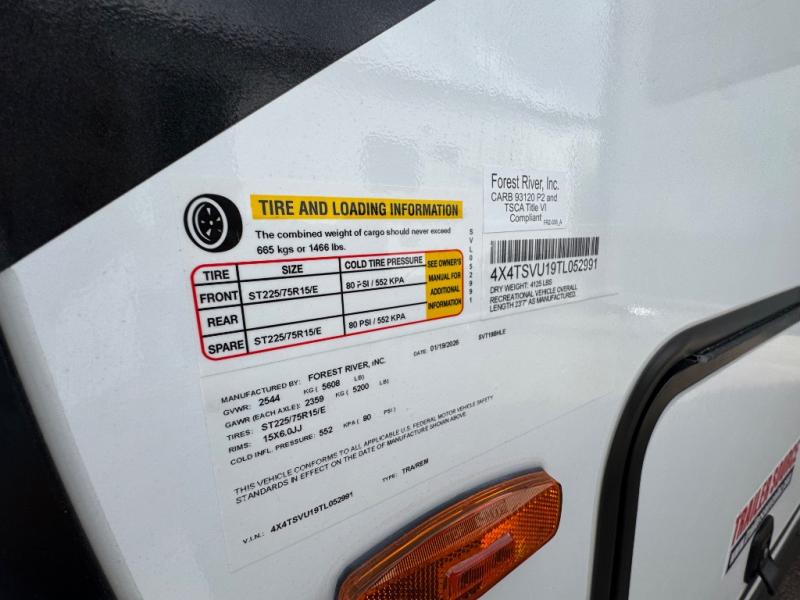 TIRE AND LOADING INFORMATION
The combined weight of cargo should never exceed
665 kgs or 1466 lbs.
TIRE SIZE COLD TIRE PRESSURE
FRONT ST225/75R15/E 80 PSI / 552 KPA
REAR
SPARE ST225/75R15/E 80 PSI / 552 KPA
SEE OWNER'S
MANUAL FOR
ADDITIONAL
INFORMATION
SVL052991
Forest River, Inc.
CARB 93120 P2 and
TSCA Title VI
Compliant
4X4TSVU19TL052991
DRY WEIGHT: 4125 LBS
RECREATIONAL VEHICLE OVERALL
LENGTH 23'7" AS MANUFACTURED.
MANUFACTURED BY: FOREST RIVER, INC. DATE: 01/19/2026 SVT19BHLE
GVWR: 2544 KG ( 5608 LB)
GAWR (EACH AXLE): 2359 KG ( 5200 LB)
TIRES: ST225/75R15/E
RIMS: 15X6.0JJ
COLD INFL. PRESSURE: 552 KPA ( 80 PSI )
THIS VEHICLE CONFORMS TO ALL APPLICABLE U.S. FEDERAL MOTOR VEHICLE SAFETY
STANDARDS IN EFFECT ON THE DATE OF MANUFACTURE SHOWN ABOVE.
V.I.N.: 4X4TSVU19TL052991 TYPE: TRA/REM
TRAILER